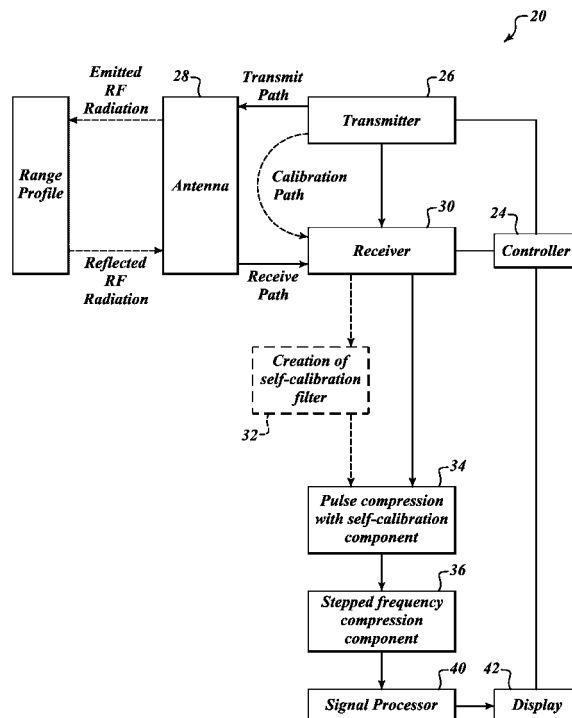 20
Emitted
RF
Radiation
28
Transmit
Path
26
Transmitter
Range
Profile
Antenna
Calibration
Path
30
24
Receiver
Controller
Reflected
RF
Radiation
Receive
Path
Creation of
self-calibration
filter
32
34
Pulse compression
with self-calibration
component
36
Stepped frequency
compression
component
40
42
Signal Processor
Display